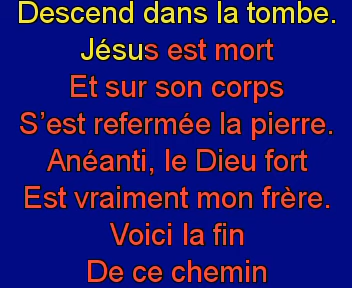 Descend dans la tombe.
Jésus est mort
Et sur son corps
S’est refermée la pierre.
Anéanti, le Dieu fort
Est vraiment mon frère.
Voici la fin
De ce chemin